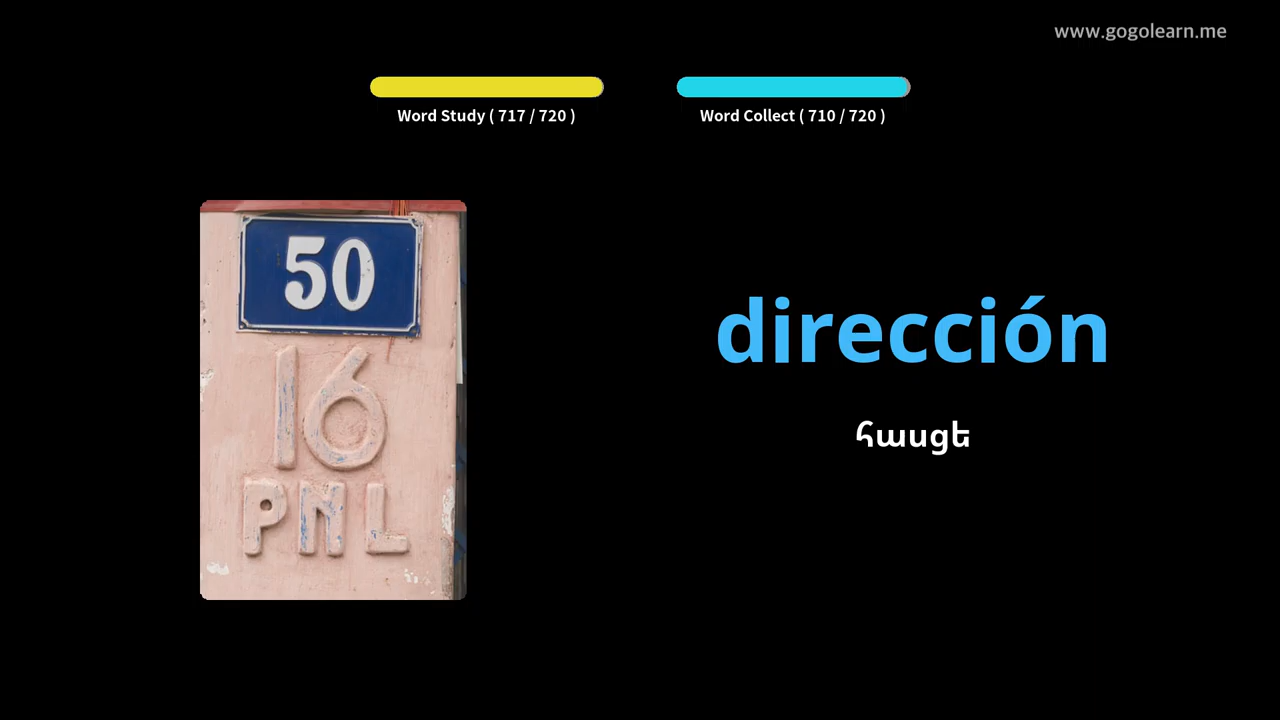 www.gogolearn.me
Word Study ( 717 / 720 )
Word Collect ( 710 / 720 )
50
16
PNL
dirección
հասցե